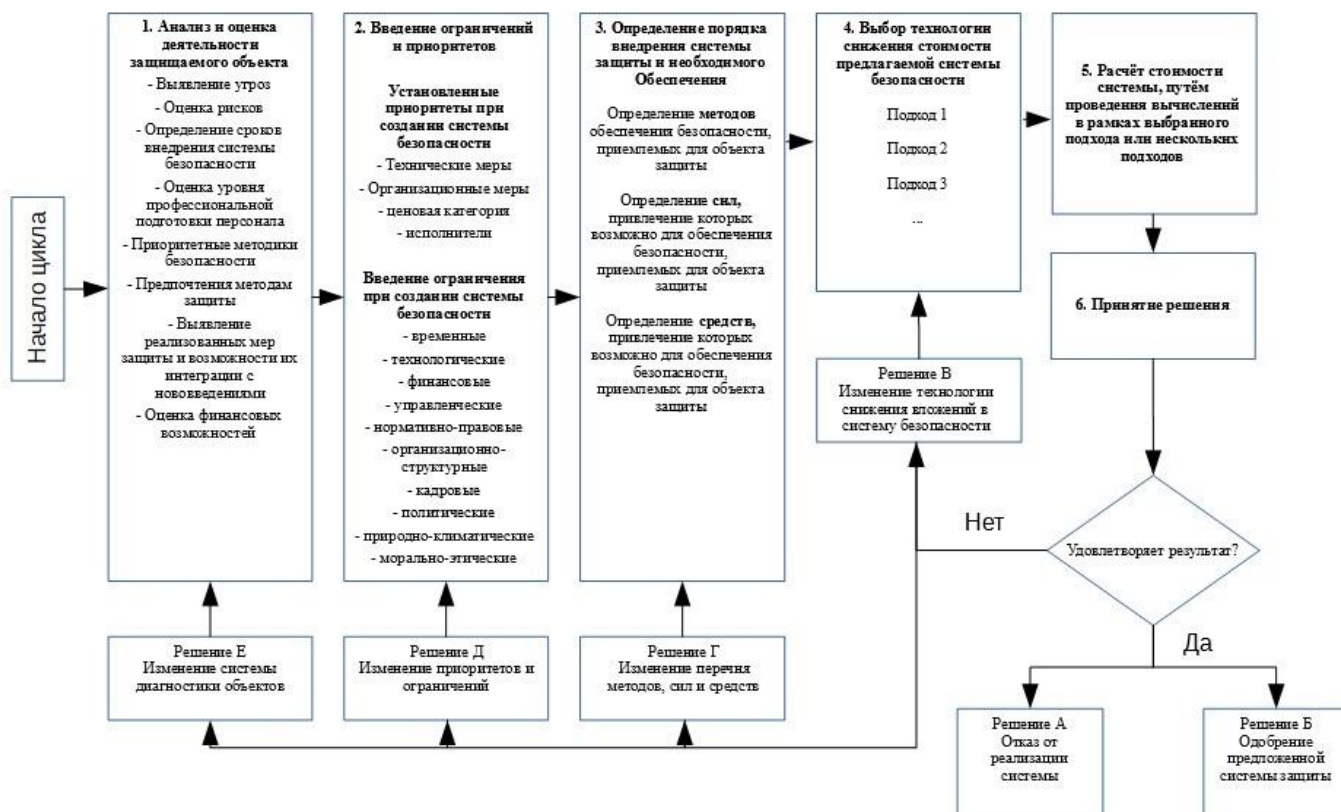 Начало цикла
1. Анализ и оценка
деятельности
защищаемого объекта
- Выявление угроз
- Оценка рисков
- Определение сроков
внедрения системы
безопасности
- Оценка уровня
профессиональной
подготовки персонала
- Приоритетные методики
безопасности
- Предпочтения методам
защиты
- Выявление
реализованных мер
защиты и возможности их
интеграции с
нововведениями
- Оценка финансовых
возможностей
2. Введение ограничений
и приоритетов
Установленные
приоритеты при
создании системы
безопасности
- Технические меры
- Организационные меры
- ценовая категория
- исполнители
Введение ограничения
при создании системы
безопасности
- временные
- технологические
- финансовые
- управленческие
- нормативно-правовые
- организационно-
структурные
- кадровые
- политические
- природно-климатические
- морально-этические
3. Определение порядка
внедрения системы
защиты и необходимого
Обеспечения
Определение методов
обеспечения безопасности,
приемлемых для объекта
защиты
Определение сил,
привлечение которых
возможно для обеспечения
безопасности,
приемлемых для объекта
защиты
Определение средств,
привлечение которых
возможно для обеспечения
безопасности,
приемлемых для объекта
защиты
4. Выбор технологии
снижения стоимости
предлагаемой системы
безопасности
Подход 1
Подход 2
Подход 3
...
5. Расчёт стоимости
системы, путём
проведения вычислений
в рамках выбранного
подхода или нескольких
подходов
6. Принятие решения
Удовлетворяет результат?
Нет
Да
Решение А
Отказ от
реализации
системы
Решение Б
Одобрение
предложенной
системы защиты
Решение В
Изменение технологии
снижения вложений в
систему безопасности
Решение Г
Изменение перечня
методов, сил и средств
Решение Д
Изменение приоритетов и
ограничений
Решение Е
Изменение системы
диагностики объектов